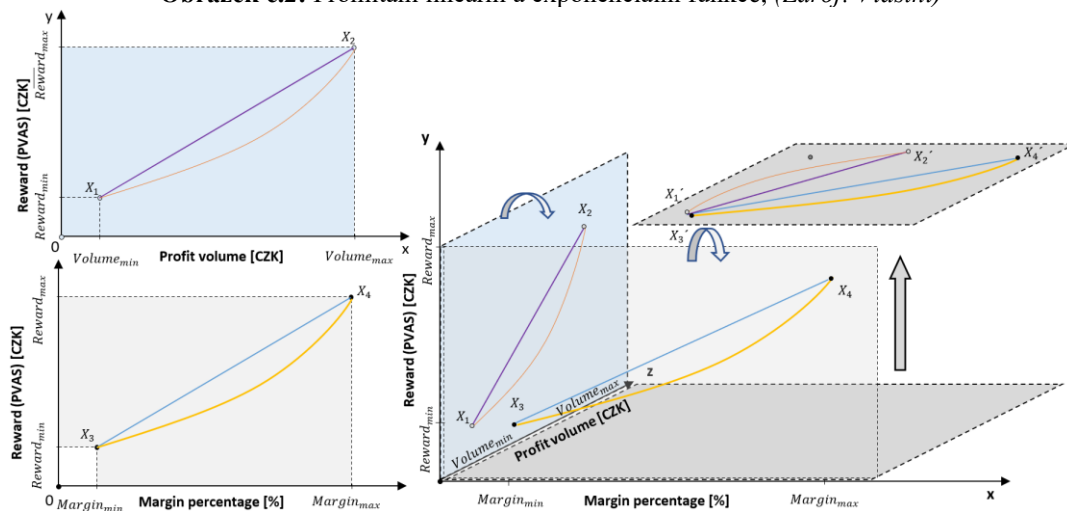 Obrázek č.2: Prolínání lineární a exponenciální funkce, (Zdroj: Vlastní)
y
Reward (PVAS) [CZK]
Reward_max
Reward_min
X_1
X_2
0
x
Volume_min
Profit volume [CZK]
Volume_max
Reward (PVAS) [CZK]
Reward_max
Reward_min
X_3
X_4
0
Margin_min
Margin percentage [%]
Margin_max
y
Reward (PVAS) [CZK]
Reward_max
Reward_min
X_2
X_1
X_3
X_4
X_1´
X_2´
X_3´
X_4´
z
Volume_min
Volume_max
Profit volume [CZK]
Margin_min
Margin percentage [%]
Margin_max
x